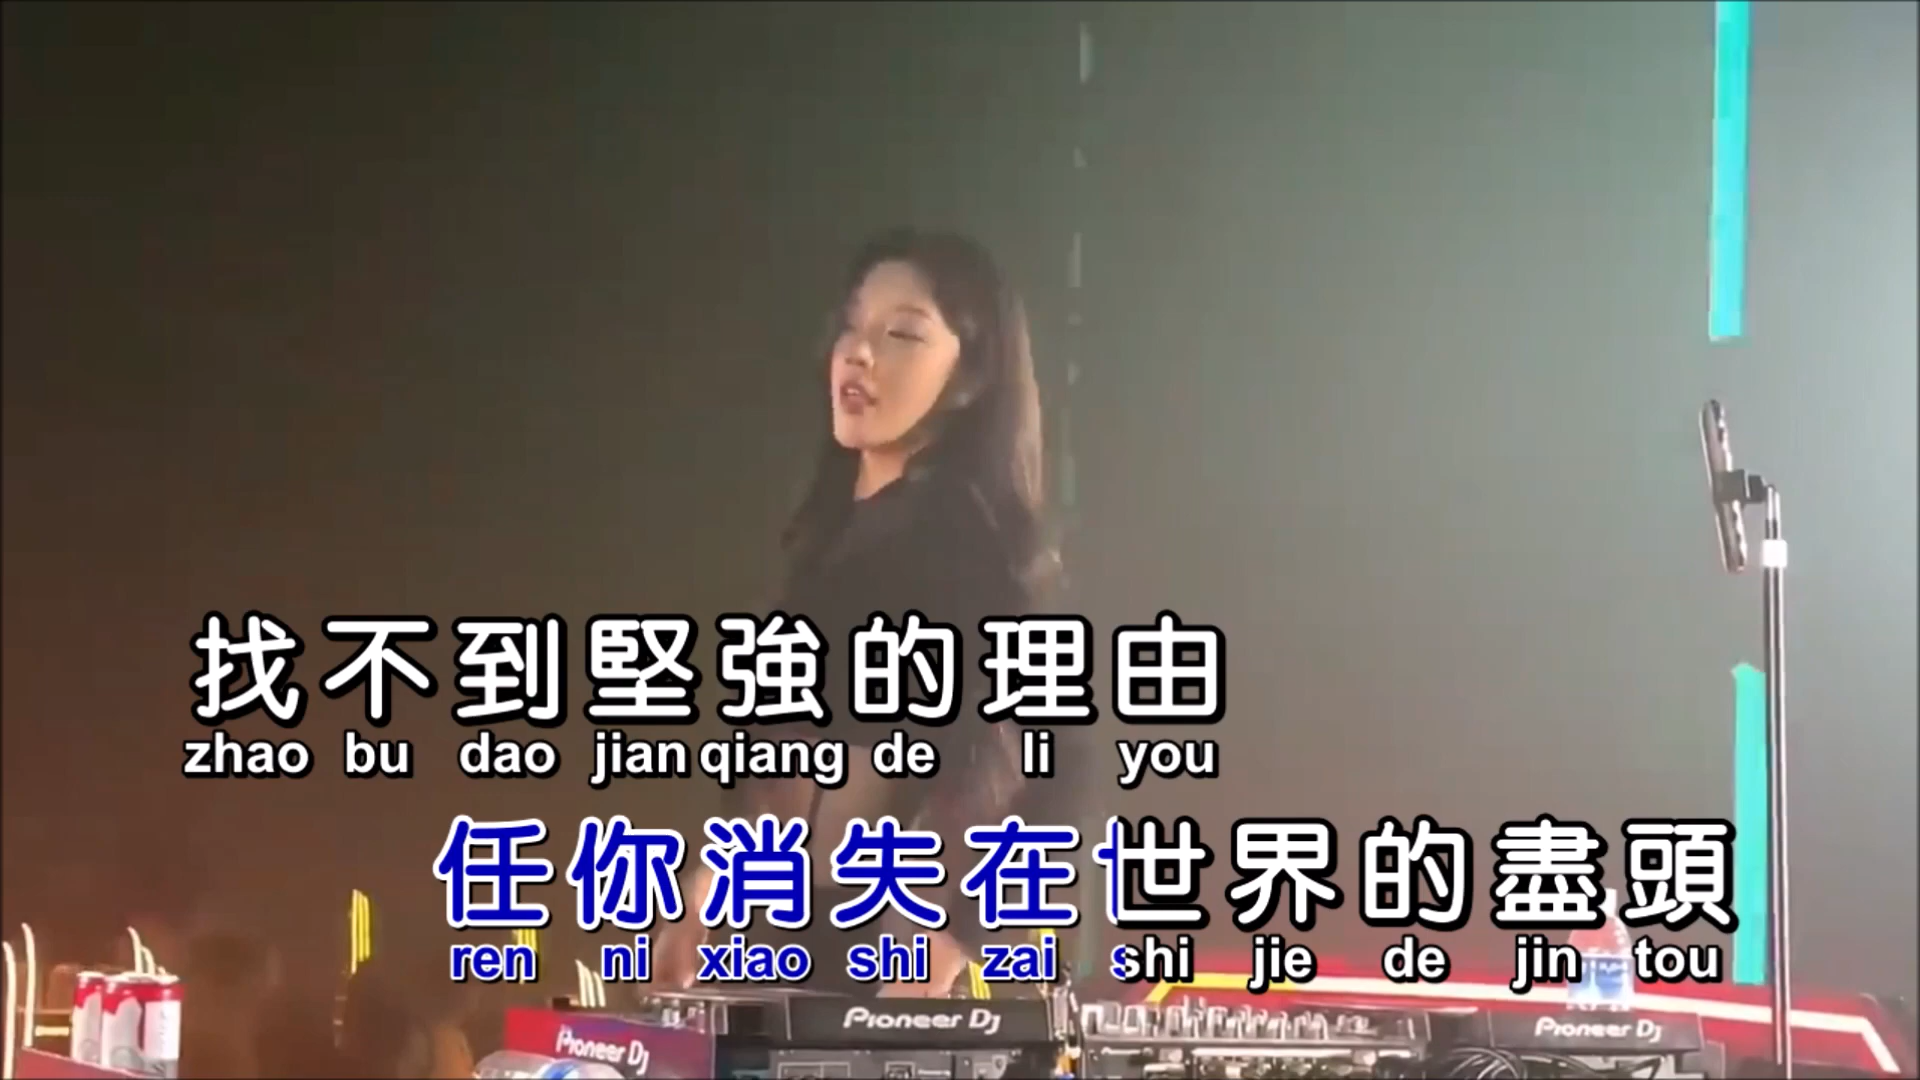 找不到堅強的理由
zhao bu dao jian qiang de li you
任你消失在世界的盡頭
ren ni xiao shi zai shi jie de jin tou
Pioneer Dj
Pioneer Dj
Pioneer Dj